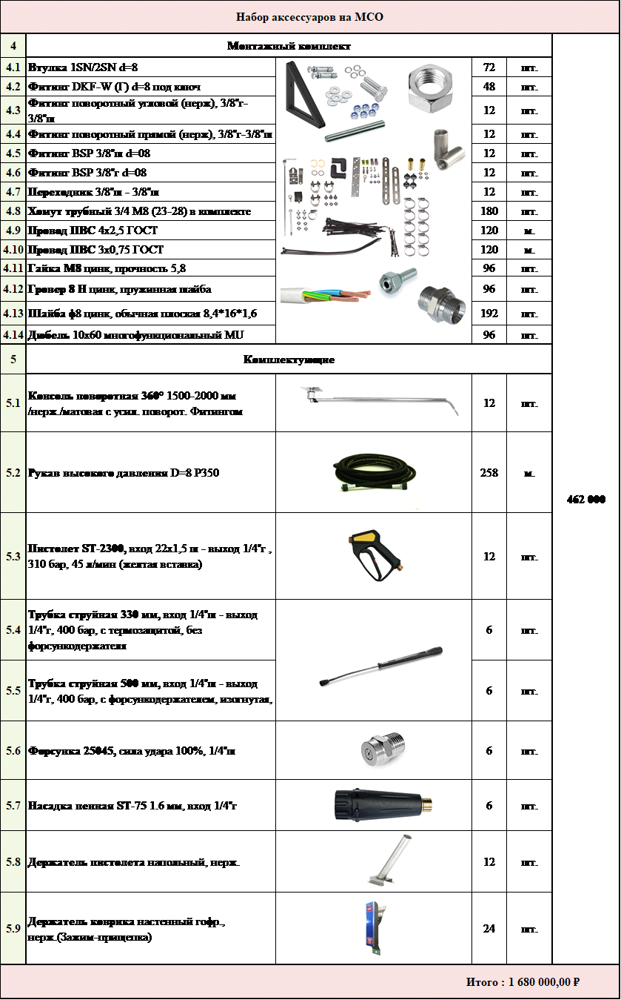 Набор аксессуаров на МСО
4 Монтажный комплект
4.1 Втулка 1SN/2SN d=8 72 шт.
4.2 Фитинг DKF-W (Г) d=8 под ключ 48 шт.
4.3 Фитинг поворотный угловой (нерж), 3/8"г-
3/8"ш 12 шт.
4.4 Фитинг поворотный прямой (нерж), 3/8"г-3/8"ш 12 шт.
4.5 Фитинг BSP 3/8"ш d=08 12 шт.
4.6 Фитинг BSP 3/8"г d=08 12 шт.
4.7 Переходник 3/8"ш - 3/8"ш 12 шт.
4.8 Хомут трубный 3/4 М8 (23-28) в комплекте 180 шт.
4.9 Провод ПВС 4х2,5 ГОСТ 120 м.
4.10 Провод ПВС 3х0,75 ГОСТ 120 м.
4.11 Гайка М8 цинк, прочность 5,8 96 шт.
4.12 Гровер 8 Н цинк, пружинная шайба 96 шт.
4.13 Шайба ф8 цинк, обычная плоская 8,4*16*1,6 192 шт.
4.14 Дюбель 10х60 многофункциональный MU 96 шт.
5 Комплектующие
5.1 Консоль поворотная 360° 1500-2000 мм
/нерж./матовая с усил. поворот. Фитингом 12 шт.
5.2 Рукав высокого давления D=8 P350 258 м.
462 000
5.3 Пистолет ST-2300, вход 22х1,5 ш - выход 1/4"г ,
310 бар, 45 л/мин (желтая вставка) 12 шт.
5.4 Трубка струйная 330 мм, вход 1/4"ш - выход
1/4"г, 400 бар, с термозащитой, без
форсункодержателя 6 шт.
5.5 Трубка струйная 500 мм, вход 1/4"ш - выход
1/4"г, 400 бар, с форсункодержателем, изогнутая, 6 шт.
5.6 Форсунка 25045, сила удара 100%, 1/4"ш 6 шт.
5.7 Насадка пенная ST-75 1.6 мм, вход 1/4"г 6 шт.
5.8 Держатель пистолета напольный, нерж. 12 шт.
5.9 Держатель коврика настенный гофр.,
нерж.(Зажим-прищепка) 24 шт.
Итого : 1 680 000,00 ₽